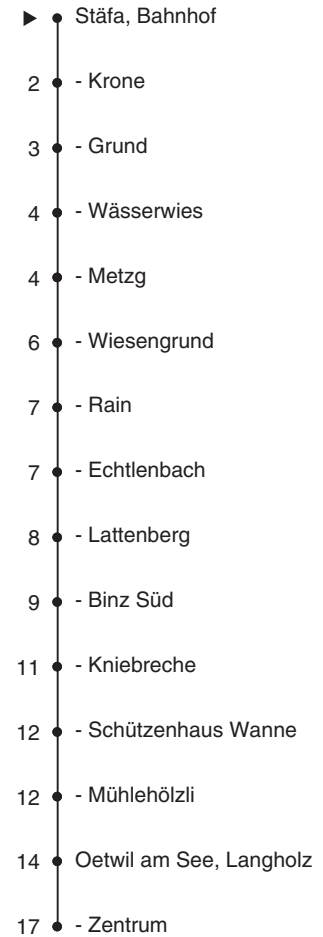 Stäfa, Bahnhof
2 - Krone
3 - Grund
4 - Wässerwies
4 - Metzg
6 - Wiesengrund
7 - Rain
7 - Echtlenbach
8 - Lattenberg
9 - Binz Süd
11 - Kniebreche
12 - Schützenhaus Wanne
12 - Mühlehölzli
14 Oetwil am See, Langholz
17 - Zentrum